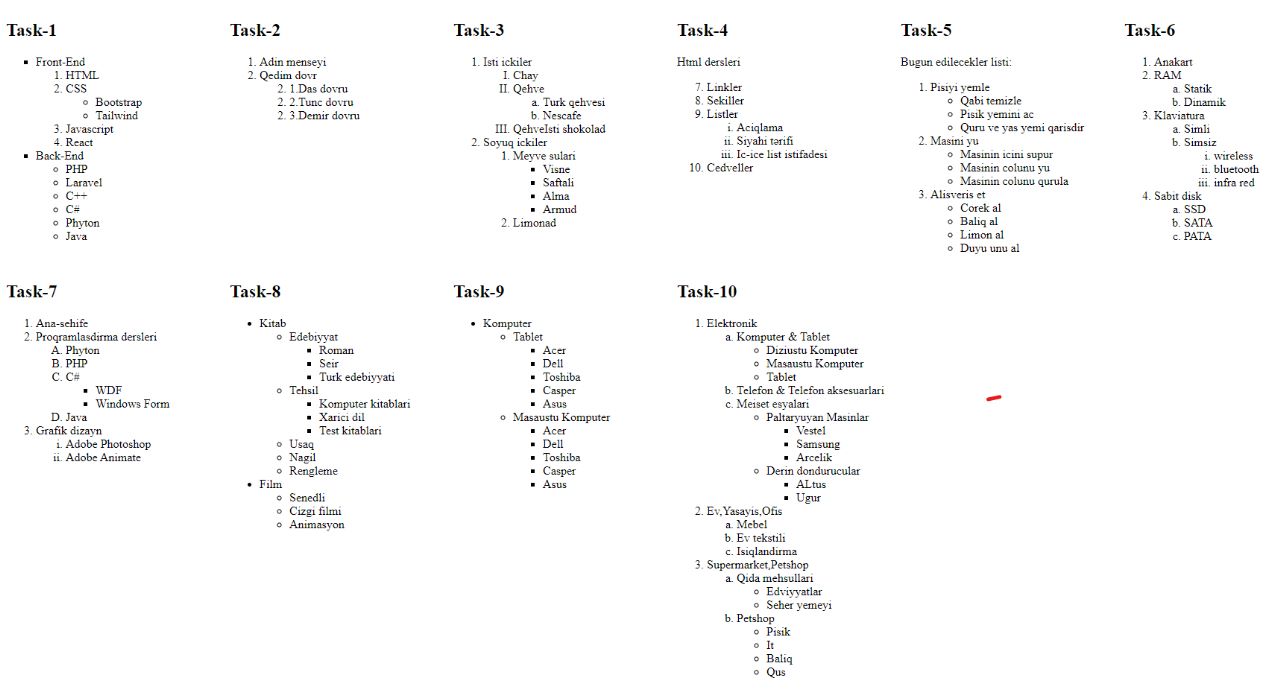 Task-1
▪ Front-End
1. HTML
2. CSS
○ Bootstrap
○ Tailwind
3. Javascript
4. React
▪ Back-End
○ PHP
○ Laravel
○ C++
○ C#
○ Phyton
○ Java
Task-2
1. Adin menseyi
2. Qedim dovr
2. 1.Das dovru
2. 2.Tunc dovru
2. 3.Demir dovru
Task-3
1. Isti ickiler
I. Chay
II. Qehve
a. Turk qehvesi
b. Nescafe
III. QehveIsti shokolad
2. Soyuq ickiler
1. Meyve sulari
▪ Visne
▪ Saftali
▪ Alma
▪ Armud
2. Limonad
Task-4
Html dersleri
7. Linkler
8. Sekiller
9. Listler
i. Aciqlama
ii. Siyahi tərifi
iii. Ic-ice list istifadesi
10. Cedveller
Task-5
Bugun edilecekler listi:
1. Pisiyi yemle
○ Qabi temizle
○ Pisik yemini ac
○ Quru ve yas yemi qarisdir
2. Masini yu
○ Masinin icini supur
○ Masinin colunu yu
○ Masinin colunu qurula
3. Alisveris et
○ Corek al
○ Baliq al
○ Limon al
○ Duyu unu al
Task-6
1. Anakart
2. RAM
a. Statik
b. Dinamik
3. Klaviatura
a. Simli
b. Simsiz
i. wireless
ii. bluetooth
iii. infra red
4. Sabit disk
a. SSD
b. SATA
c. PATA
Task-7
1. Ana-sehife
2. Proqramlasdirma dersleri
A. Phyton
B. PHP
C. C#
▪ WDF
▪ Windows Form
D. Java
3. Grafik dizayn
i. Adobe Photoshop
ii. Adobe Animate
Task-8
• Kitab
○ Edebiyyat
▪ Roman
▪ Seir
▪ Turk edebiyyati
○ Tehsil
▪ Komputer kitablari
▪ Xarici dil
▪ Test kitablari
○ Usaq
○ Nagil
○ Rengleme
• Film
○ Senedli
○ Cizgi filmi
○ Animasyon
Task-9
• Komputer
○ Tablet
▪ Acer
▪ Dell
▪ Toshiba
▪ Casper
▪ Asus
○ Masaustu Komputer
▪ Acer
▪ Dell
▪ Toshiba
▪ Casper
▪ Asus
Task-10
1. Elektronik
a. Komputer & Tablet
○ Diziustu Komputer
○ Masaustu Komputer
○ Tablet
b. Telefon & Telefon aksesuarlari
c. Meiset esyalari
○ Paltaryuyan Masinlar
▪ Vestel
▪ Samsung
▪ Arcelik
○ Derin dondurucular
▪ ALtus
▪ Ugur
2. Ev,Yasayis,Ofis
a. Mebel
b. Ev tekstili
c. Isiqlandirma
3. Supermarket,Petshop
a. Qida mehsullari
○ Edviyyatlar
○ Seher yemeyi
b. Petshop
○ Pisik
○ It
○ Baliq
○ Qus